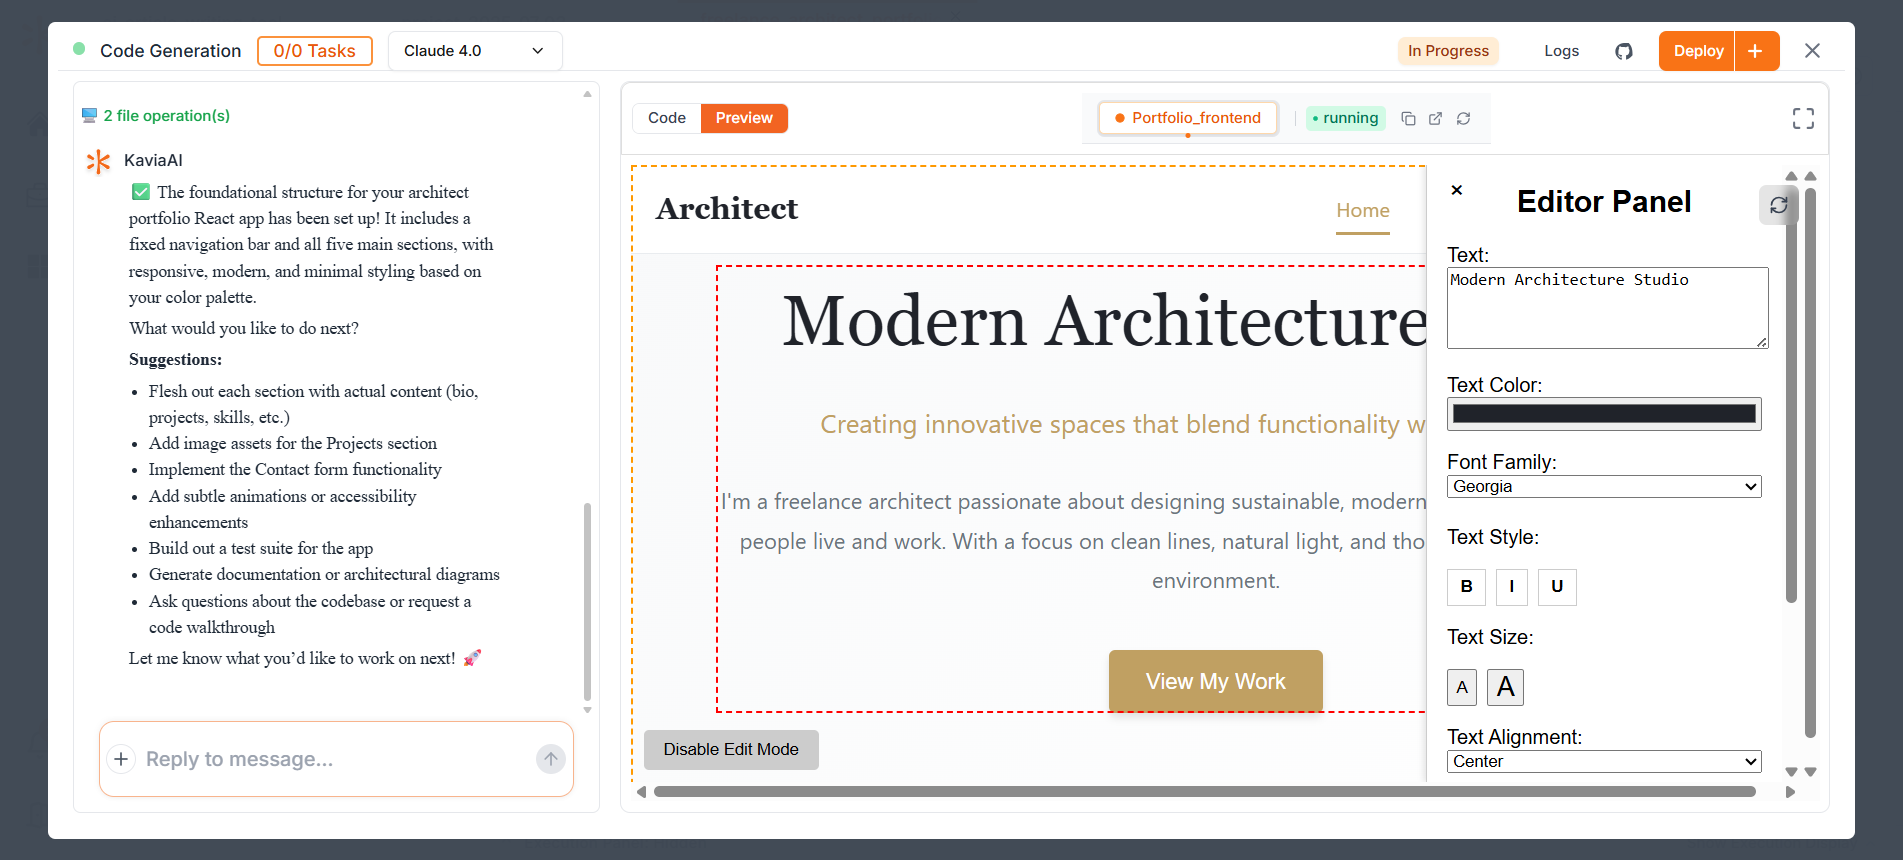 Code Generation
0/0 Tasks
Claude 4.0
In Progress
Logs
Deploy
2 file operation(s)
KaviaAI
✅ The foundational structure for your architect
portfolio React app has been set up! It includes a
fixed navigation bar and all five main sections, with
responsive, modern, and minimal styling based on
your color palette.
What would you like to do next?
Suggestions:
• Flesh out each section with actual content (bio,
projects, skills, etc.)
• Add image assets for the Projects section
• Implement the Contact form functionality
• Add subtle animations or accessibility
enhancements
• Build out a test suite for the app
• Generate documentation or architectural diagrams
• Ask questions about the codebase or request a
code walkthrough
Let me know what you’d like to work on next! 🚀
Reply to message...
Code
Preview
Portfolio_frontend
running
Architect
Home
Modern Architecture
Creating innovative spaces that blend functionality w
I'm a freelance architect passionate about designing sustainable, modern
people live and work. With a focus on clean lines, natural light, and tho
environment.
View My Work
Disable Edit Mode
Editor Panel
Text:
Modern Architecture Studio
Text Color:
Font Family:
Georgia
Text Style:
B
I
U
Text Size:
A
A
Text Alignment:
Center